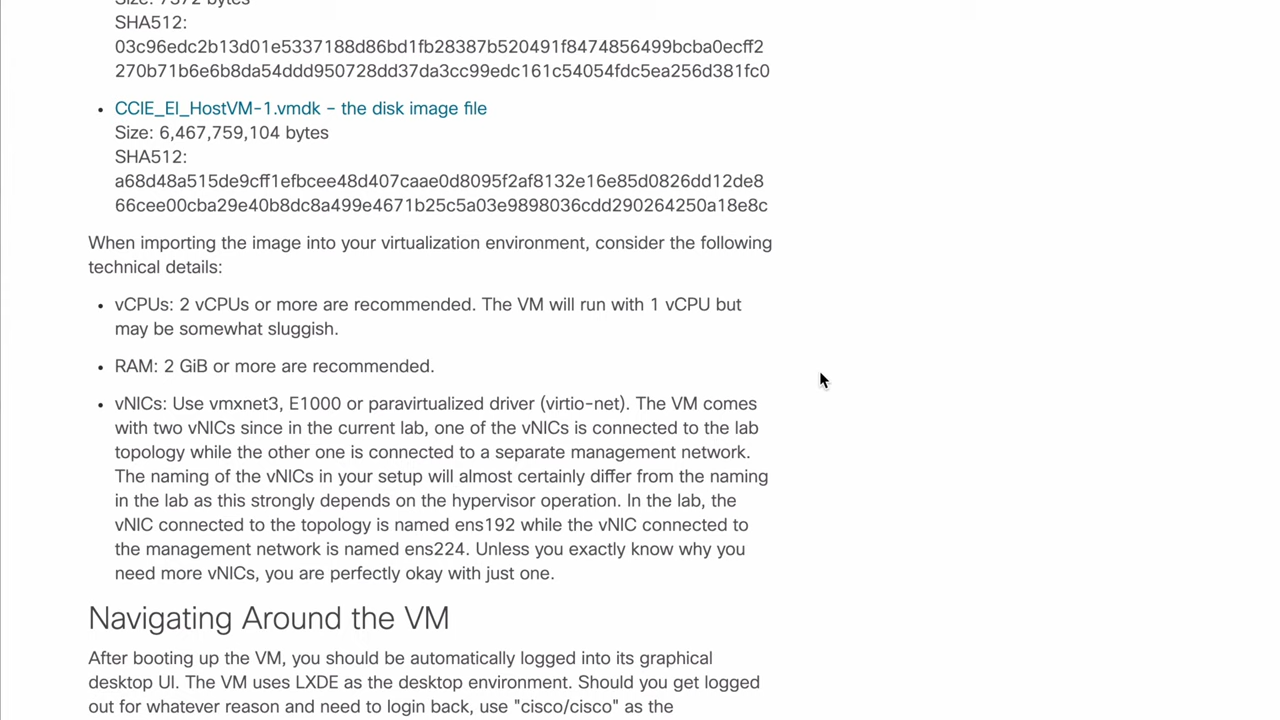 Size: 7372 bytes
SHA512:
03c96edc2b13d01e5337188d86bd1fb28387b520491f8474856499bcba0ecff2
270b71b6e6b8da54ddd950728dd37da3cc99edc161c54054fdc5ea256d381fc0
• CCIE_EI_HostVM-1.vmdk – the disk image file
Size: 6,467,759,104 bytes
SHA512:
a68d48a515de9cff1efbcee48d407caae0d8095f2af8132e16e85d0826dd12de8
66cee00cba29e40b8dc8a499e4671b25c5a03e9898036cdd290264250a18e8c
When importing the image into your virtualization environment, consider the following
technical details:
• vCPUs: 2 vCPUs or more are recommended. The VM will run with 1 vCPU but
may be somewhat sluggish.
• RAM: 2 GiB or more are recommended.
• vNICs: Use vmxnet3, E1000 or paravirtualized driver (virtio-net). The VM comes
with two vNICs since in the current lab, one of the vNICs is connected to the lab
topology while the other one is connected to a separate management network.
The naming of the vNICs in your setup will almost certainly differ from the naming
in the lab as this strongly depends on the hypervisor operation. In the lab, the
vNIC connected to the topology is named ens192 while the vNIC connected to
the management network is named ens224. Unless you exactly know why you
need more vNICs, you are perfectly okay with just one.
Navigating Around the VM
After booting up the VM, you should be automatically logged into its graphical
desktop UI. The VM uses LXDE as the desktop environment. Should you get logged
out for whatever reason and need to login back, use "cisco/cisco" as the